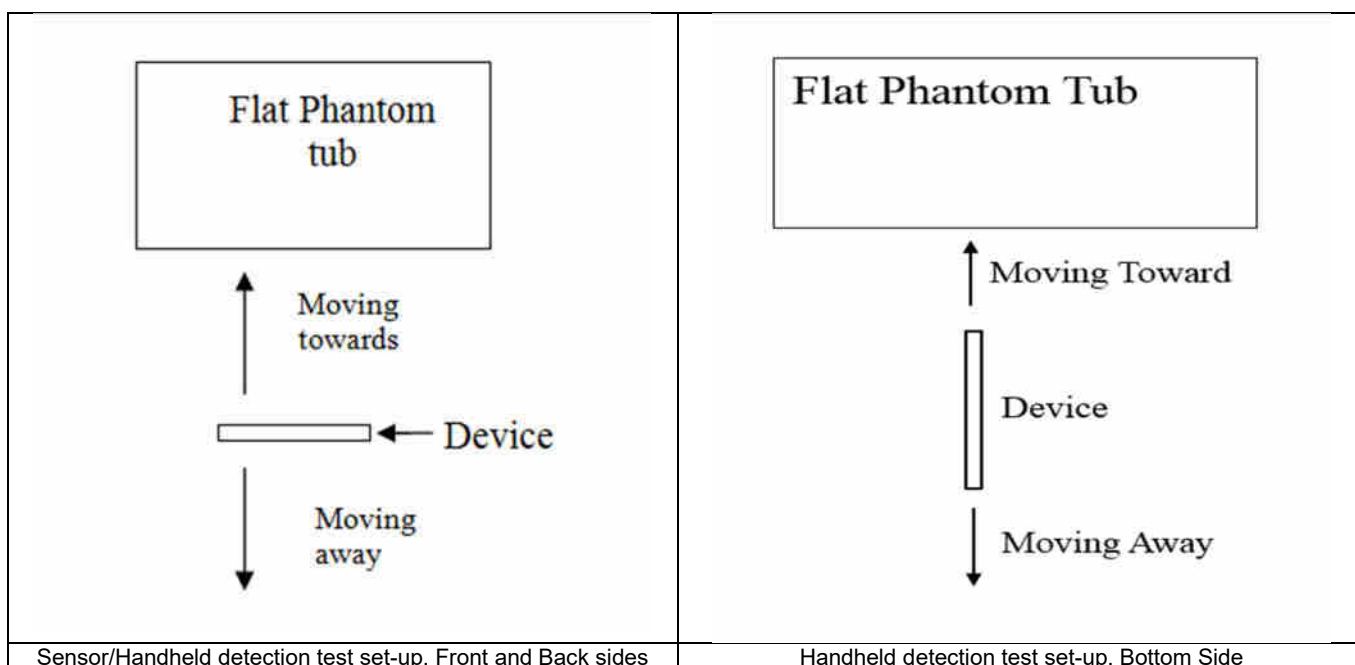 Flat Phantom
tub
Moving
towards
Device
Moving
away
Sensor/Handheld detection test set-up. Front and Back sides
Flat Phantom Tub
Moving Toward
Device
Moving Away
Handheld detection test set-up. Bottom Side